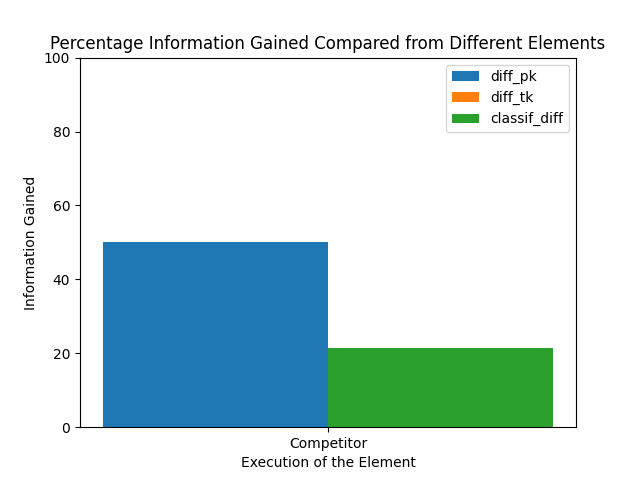 Percentage Information Gained Compared from Different Elements
100
80
60
40
20
0
Information Gained
diff_pk
diff_tk
classif_diff
Competitor
Execution of the Element